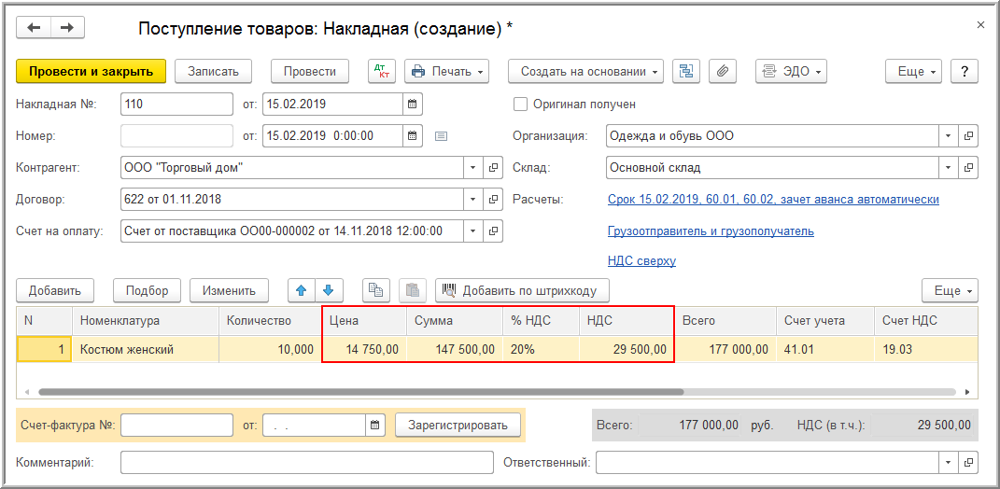 Поступление товаров: Накладная (создание) *
Провести и закрыть Записать Провести Дт Кт Печать Создать на основании ЭДО Еще ?
Накладная №: 110 от: 15.02.2019 Оригинал получен
Номер: от: 15.02.2019 0:00:00 Организация: Одежда и обувь ООО
Контрагент: ООО "Торговый дом" Склад: Основной склад
Договор: 622 от 01.11.2018 Расчеты: Срок 15.02.2019, 60.01, 60.02, зачет аванса автоматически
Счет на оплату: Счет от поставщика ОО00-000002 от 14.11.2018 12:00:00 Грузоотправитель и грузополучатель
НДС сверху
Добавить Подбор Изменить Добавить по штрихкоду Еще
N Номенклатура Количество Цена Сумма % НДС НДС Всего Счет учета Счет НДС
1 Костюм женский 10,000 14 750,00 147 500,00 20% 29 500,00 177 000,00 41.01 19.03
Счет-фактура №: от: . . Зарегистрировать Всего: 177 000,00 руб. НДС (в т.ч.): 29 500,00
Комментарий: Ответственный: